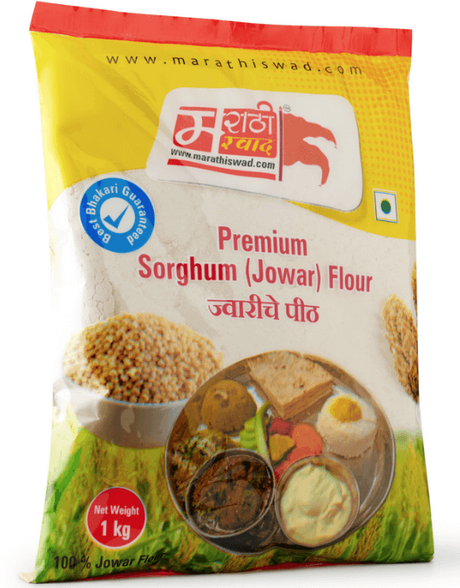 www.marathiswad.com
मराठी
स्वाद
www.marathiswad.com
Best Bhakari Guaranteed
Premium
Sorghum (Jowar) Flour
ज्वारीचे पीठ
Net Weight
1 kg
100 % Jowar Flour